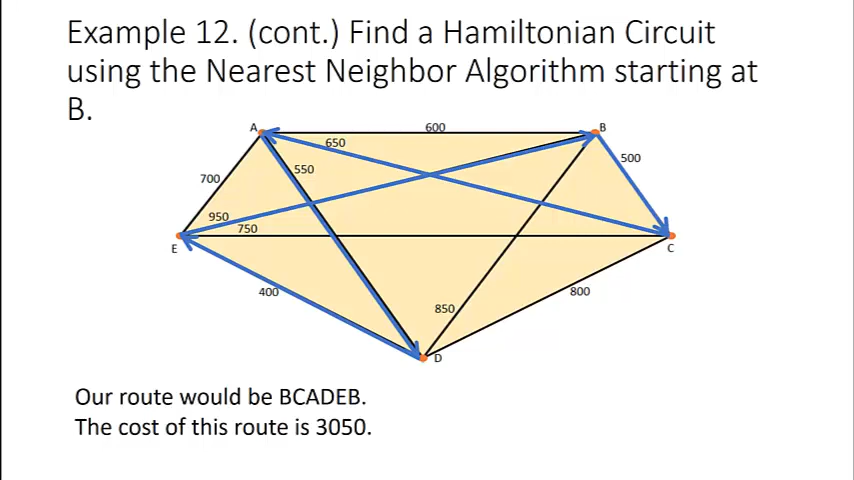 Example 12. (cont.) Find a Hamiltonian Circuit
using the Nearest Neighbor Algorithm starting at
B.
A
600
B
650
500
550
700
950
750
E
C
400
800
850
D
Our route would be BCADEB.
The cost of this route is 3050.